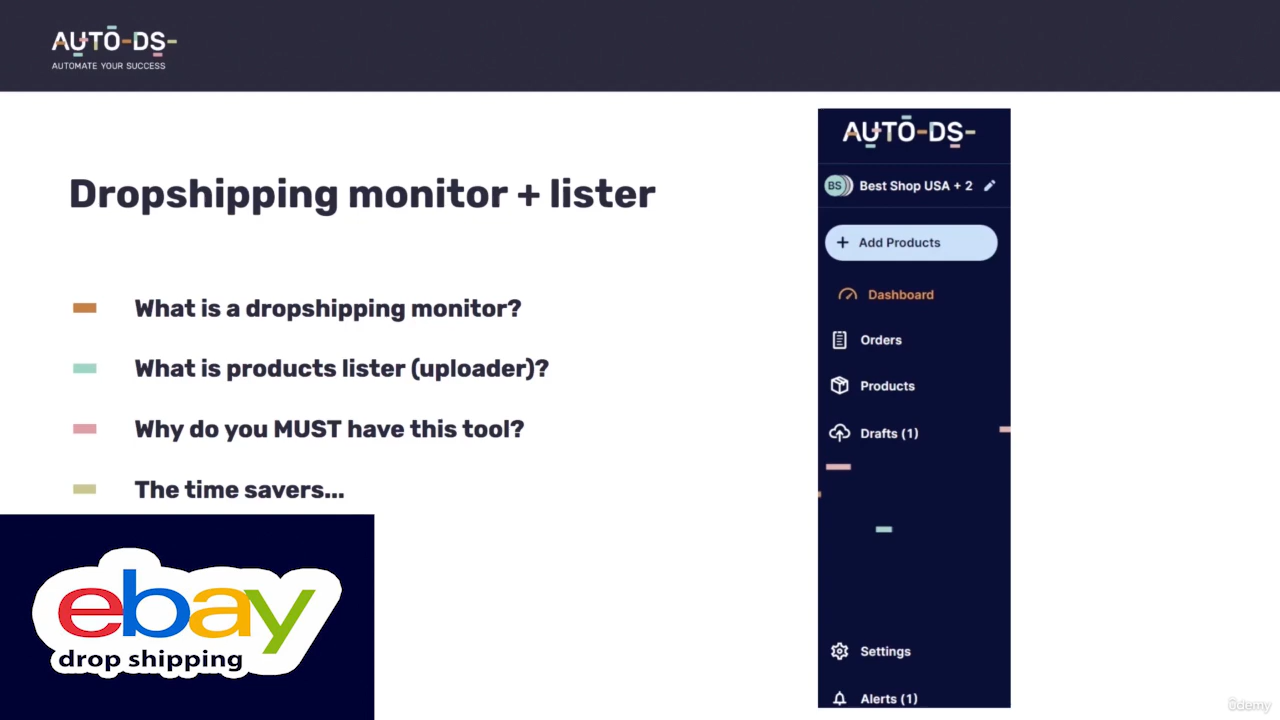 AUTO-DS-
AUTOMATE YOUR SUCCESS
Dropshipping monitor + lister
What is a dropshipping monitor?
What is products lister (uploader)?
Why do you MUST have this tool?
The time savers...
ebay
drop shipping
AUTO-DS-
BS Best Shop USA + 2
+ Add Products
Dashboard
Orders
Products
Drafts (1)
Settings
Alerts (1)
ûdemy